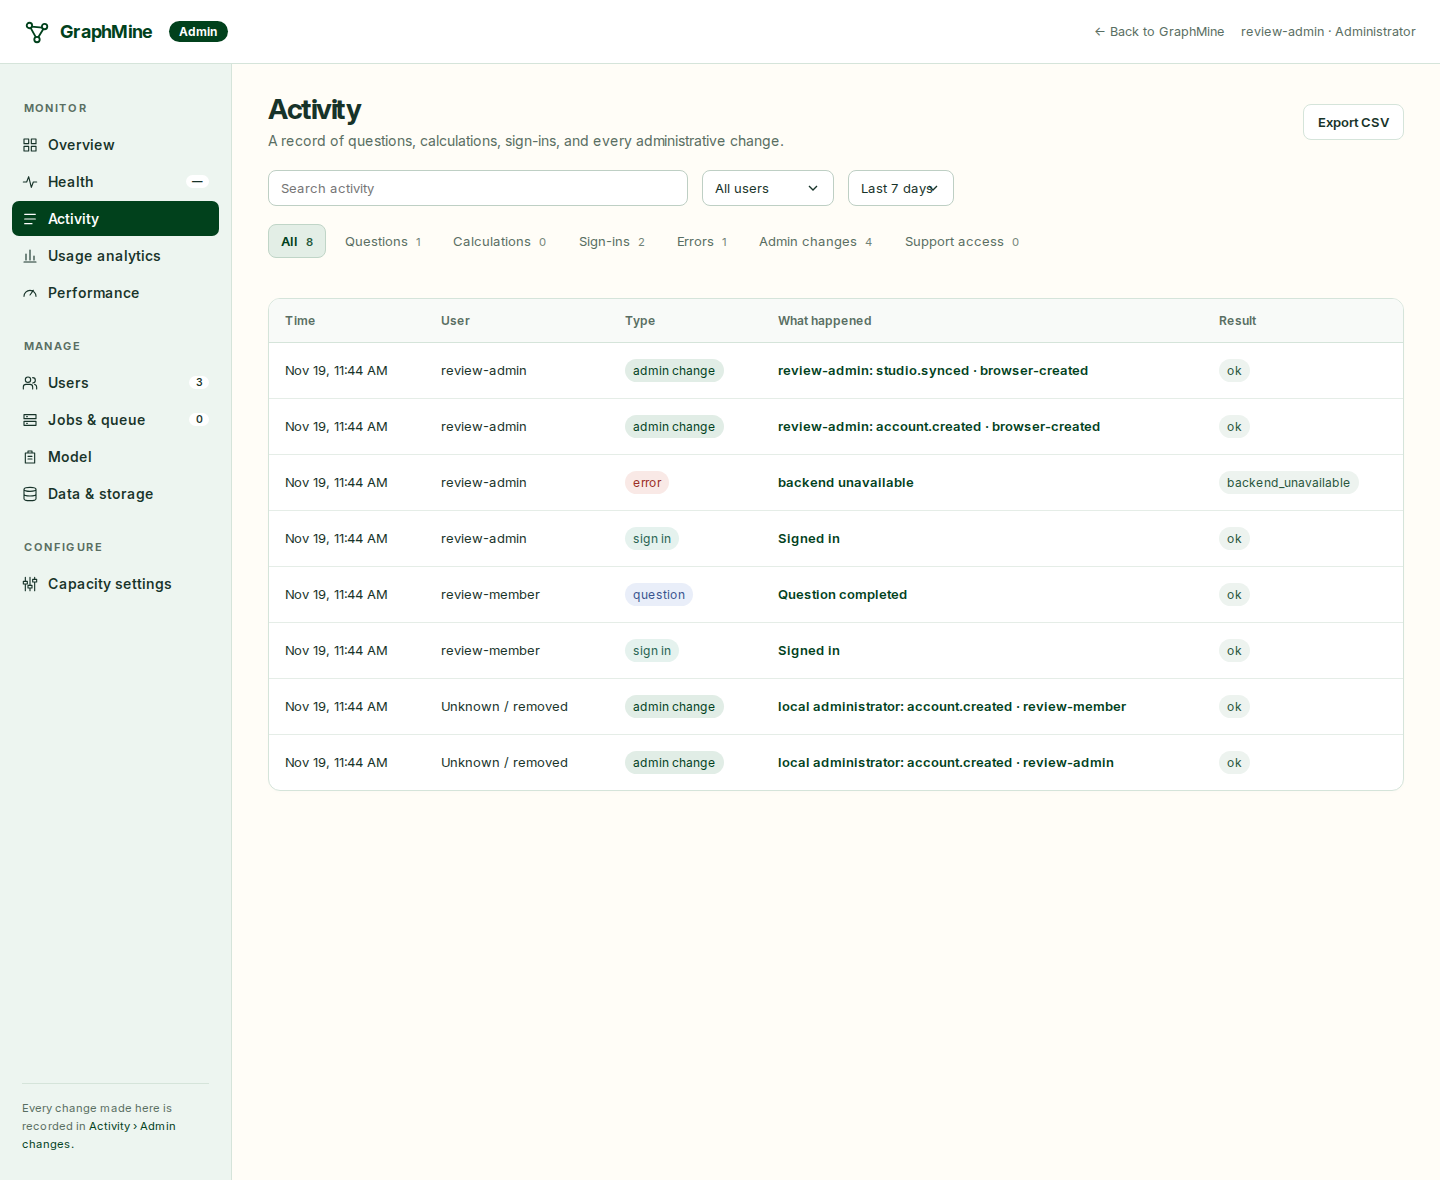 GraphMine Admin ← Back to GraphMine review-admin · Administrator
MONITOR
Overview
Health —
Activity
Usage analytics
Performance
MANAGE
Users 3
Jobs & queue 0
Model
Data & storage
CONFIGURE
Capacity settings
Every change made here is
recorded in Activity › Admin
changes.
Activity
A record of questions, calculations, sign-ins, and every administrative change.
Export CSV
Search activity All users Last 7 days
All 8 Questions 1 Calculations 0 Sign-ins 2 Errors 1 Admin changes 4 Support access 0
Time User Type What happened Result
Nov 19, 11:44 AM review-admin admin change review-admin: studio.synced · browser-created ok
Nov 19, 11:44 AM review-admin admin change review-admin: account.created · browser-created ok
Nov 19, 11:44 AM review-admin error backend unavailable backend_unavailable
Nov 19, 11:44 AM review-admin sign in Signed in ok
Nov 19, 11:44 AM review-member question Question completed ok
Nov 19, 11:44 AM review-member sign in Signed in ok
Nov 19, 11:44 AM Unknown / removed admin change local administrator: account.created · review-member ok
Nov 19, 11:44 AM Unknown / removed admin change local administrator: account.created · review-admin ok